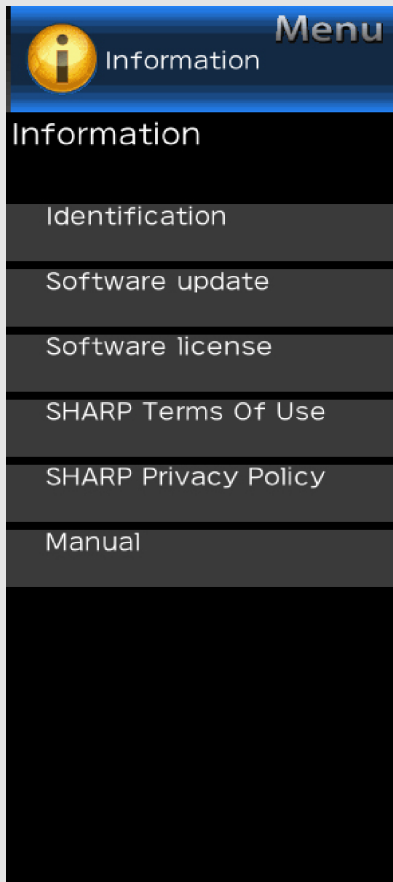 Menu
Information
Information
Identification
Software update
Software license
SHARP Terms Of Use
SHARP Privacy Policy
Manual